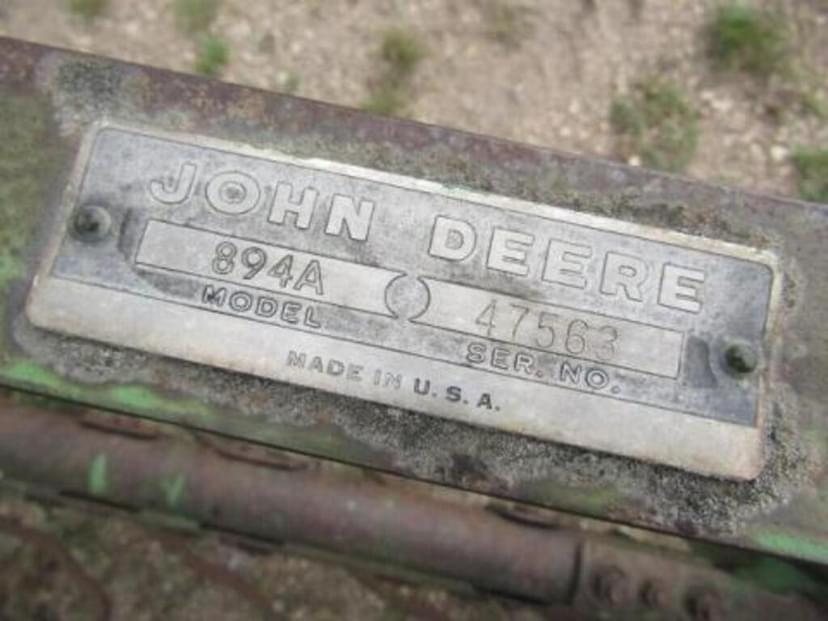 JOHN DEERE
894A 47563
MODEL SER. NO.
MADE IN U.S.A.